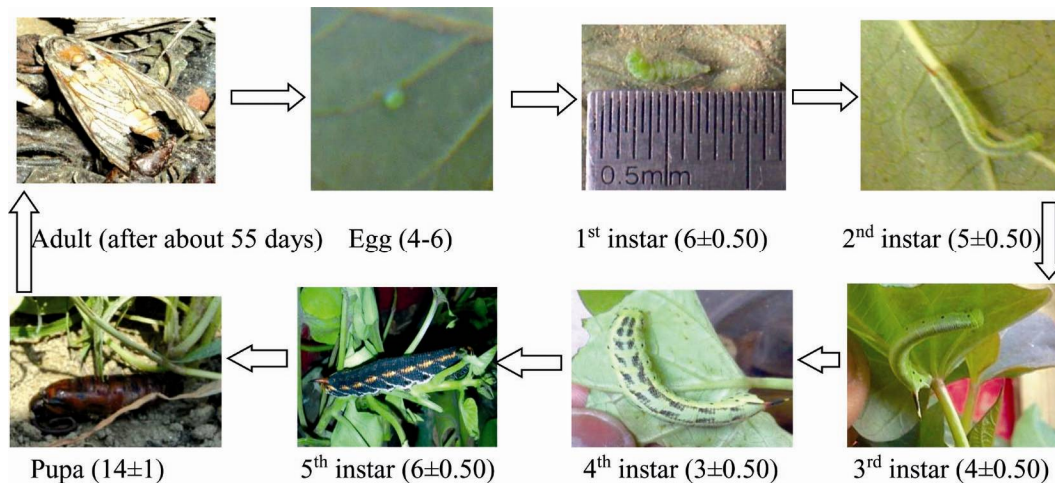 0.5mm
Adult (after about 55 days) Egg (4-6) 1st instar (6±0.50) 2nd instar (5±0.50)
Pupa (14±1) 5th instar (6±0.50) 4th instar (3±0.50) 3rd instar (4±0.50)